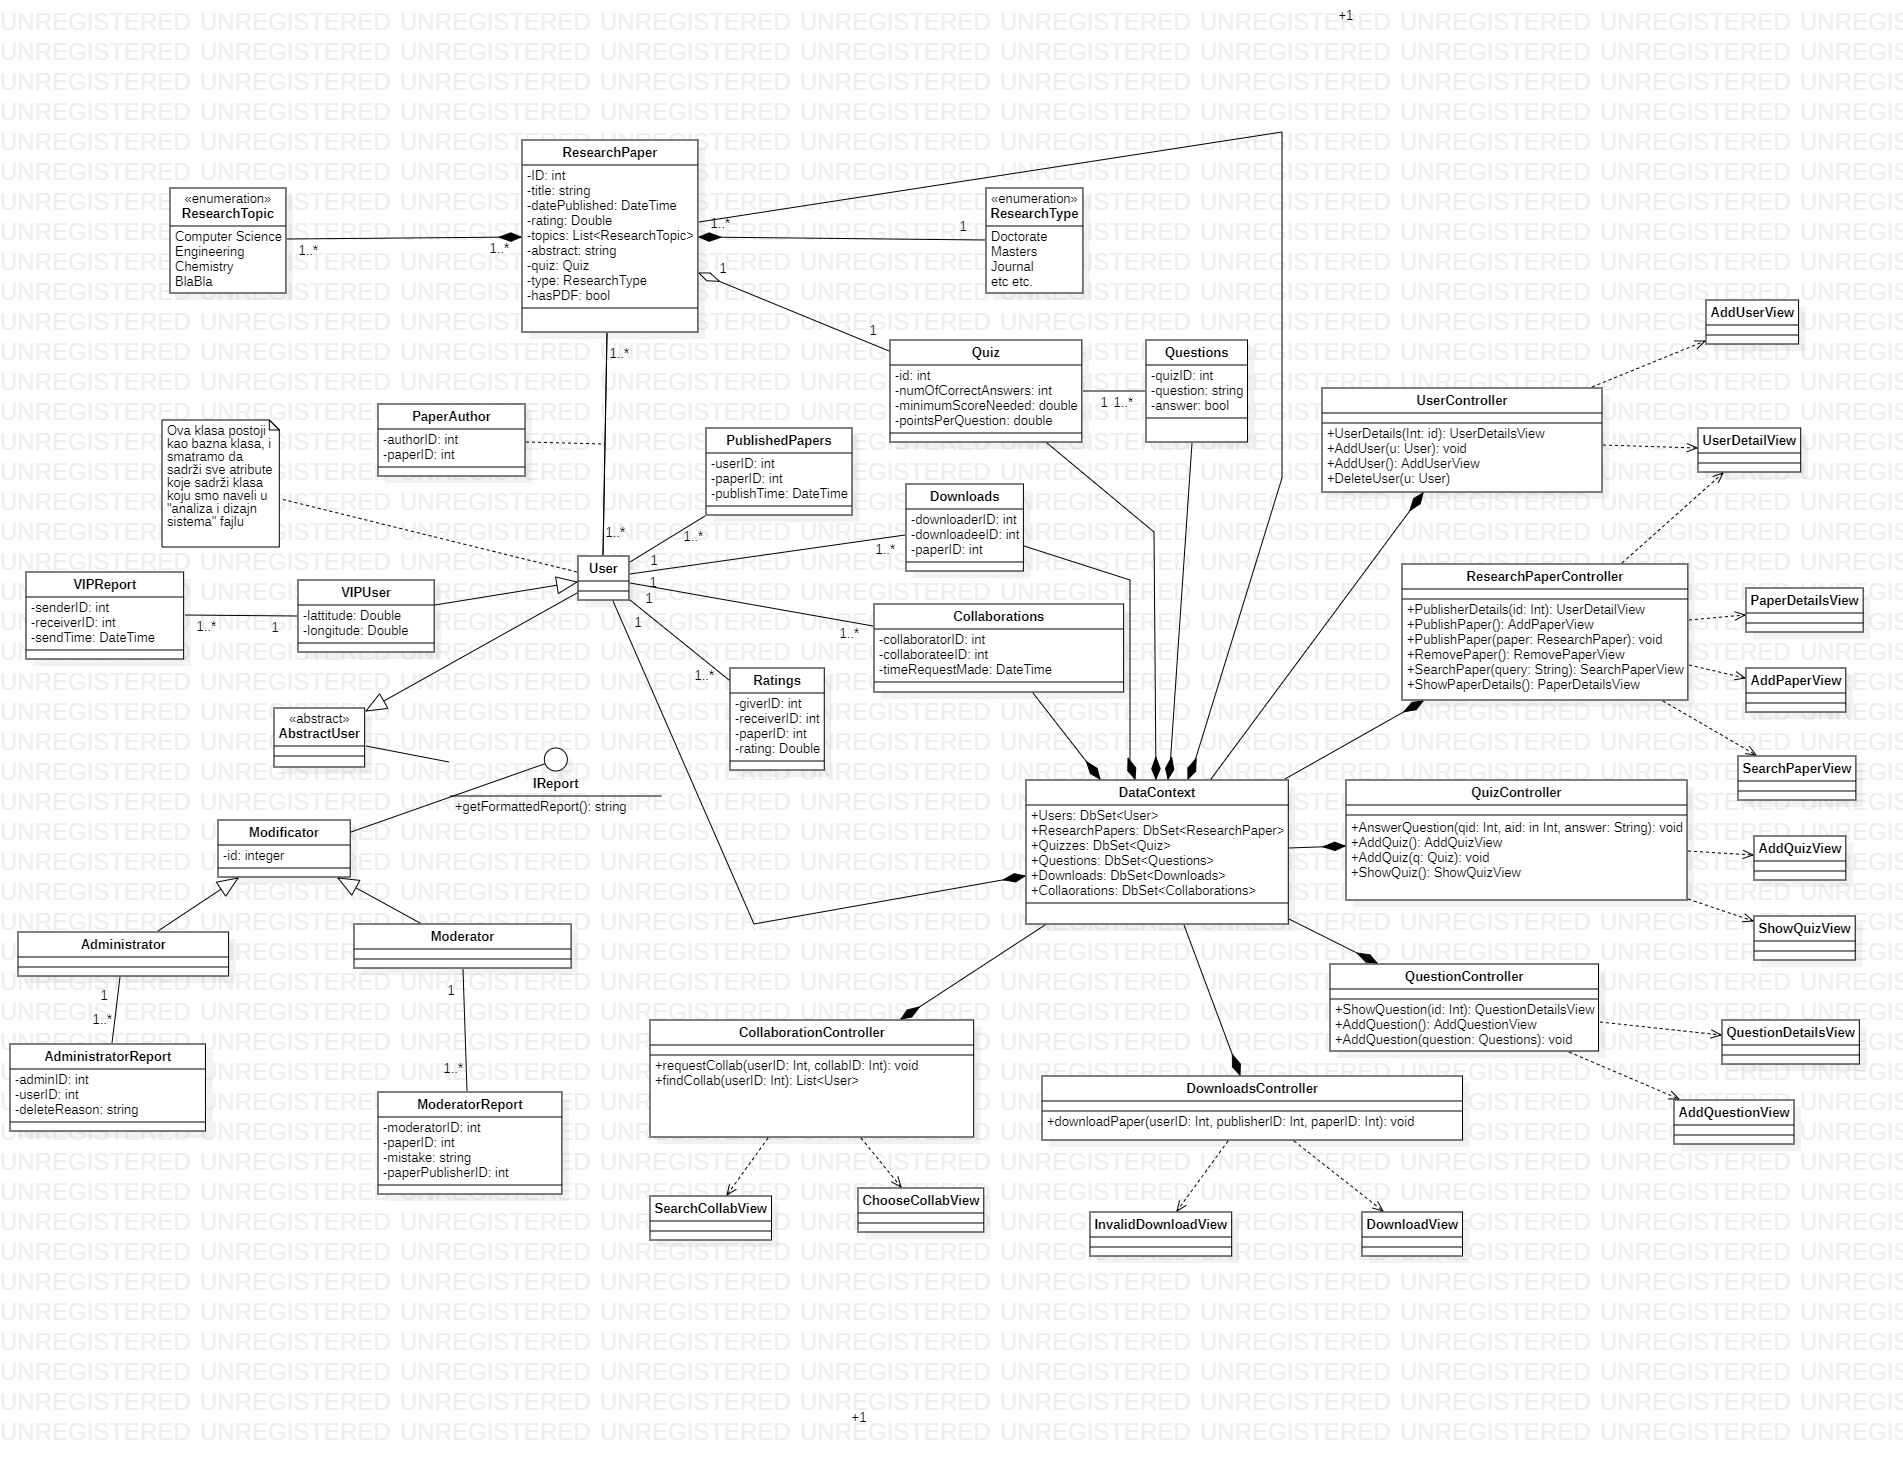 +1
ResearchPaper
-ID: int
-title: string
-datePublished: DateTime
-rating: Double
-topics: List<ResearchTopic>
-abstract: string
-quiz: Quiz
-type: ResearchType
-hasPDF: bool
«enumeration»
ResearchTopic
Computer Science
Engineering
Chemistry
BlaBla
1..*
1..*
1..*
1
«enumeration»
ResearchType
Doctorate
Masters
Journal
etc etc.
1
1
1..*
Quiz
-id: int
-numOfCorrectAnswers: int
-minimumScoreNeeded: double
-pointsPerQuestion: double
1
1..*
Questions
-quizID: int
-question: string
-answer: bool
AddUserView
UserController
+UserDetails(Int: id): UserDetailsView
+AddUser(u: User): void
+AddUser(): AddUserView
+DeleteUser(u: User)
UserDetailView
PaperAuthor
-authorID: int
-paperID: int
Ova klasa postoji
kao bazna klasa, i
smatramo da
sadrži sve atribute
koje sadrži klasa
koju smo naveli u
"analiza i dizajn
sistema" fajlu
PublishedPapers
-userID: int
-paperID: int
-publishTime: DateTime
Downloads
-downloaderID: int
-downloadeeID: int
-paperID: int
1..*
1..*
1..*
User
1
1
1
1
VIPReport
-senderID: int
-receiverID: int
-sendTime: DateTime
1..*
1
VIPUser
-lattitude: Double
-longitude: Double
Collaborations
-collaboratorID: int
-collaborateeID: int
-timeRequestMade: DateTime
1..*
1..*
Ratings
-giverID: int
-receiverID: int
-paperID: int
-rating: Double
ResearchPaperController
+PublisherDetails(id: Int): UserDetailView
+PublishPaper(): AddPaperView
+PublishPaper(paper: ResearchPaper): void
+RemovePaper(): RemovePaperView
+SearchPaper(query: String): SearchPaperView
+ShowPaperDetails(): PaperDetailsView
PaperDetailsView
AddPaperView
SearchPaperView
«abstract»
AbstractUser
IReport
+getFormattedReport(): string
Modificator
-id: integer
DataContext
+Users: DbSet<User>
+ResearchPapers: DbSet<ResearchPaper>
+Quizzes: DbSet<Quiz>
+Questions: DbSet<Questions>
+Downloads: DbSet<Downloads>
+Collaorations: DbSet<Collaborations>
QuizController
+AnswerQuestion(qid: Int, aid: in Int, answer: String): void
+AddQuiz(): AddQuizView
+AddQuiz(q: Quiz): void
+ShowQuiz(): ShowQuizView
AddQuizView
ShowQuizView
Administrator
Moderator
1
1..*
1
1..*
AdministratorReport
-adminID: int
-userID: int
-deleteReason: string
ModeratorReport
-moderatorID: int
-paperID: int
-mistake: string
-paperPublisherID: int
QuestionController
+ShowQuestion(id: Int): QuestionDetailsView
+AddQuestion(): AddQuestionView
+AddQuestion(question: Questions): void
QuestionDetailsView
AddQuestionView
CollaborationController
+requestCollab(userID: Int, collabID: Int): void
+findCollab(userID: Int): List<User>
DownloadsController
+downloadPaper(userID: Int, publisherID: Int, paperID: Int): void
SearchCollabView
ChooseCollabView
InvalidDownloadView
DownloadView
+1
UNREGISTERED